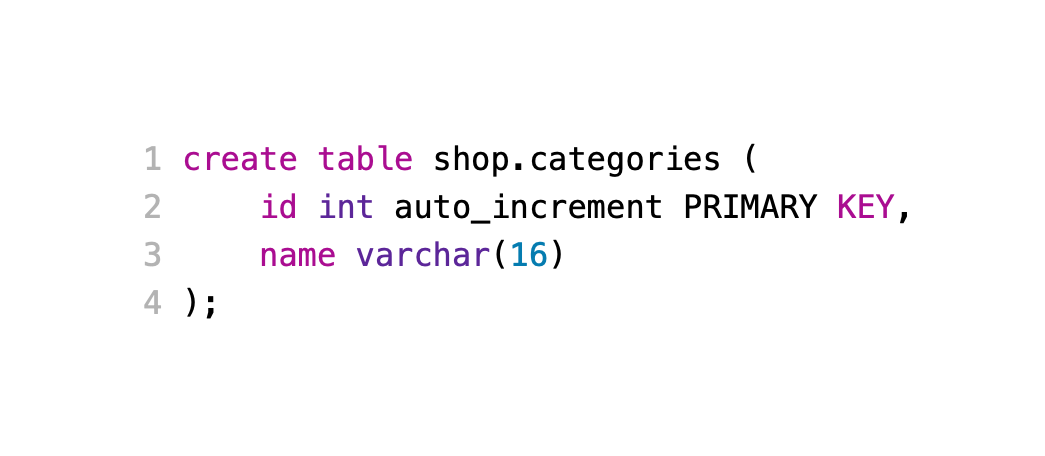 1 create table shop.categories (
2     id int auto_increment PRIMARY KEY,
3     name varchar(16)
4 );